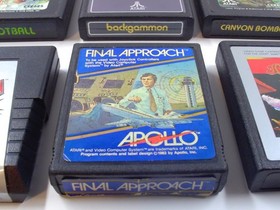 OTBALL
backgammon
CANYON BOMBE
FINAL APPROACH
To be used with Joystick Controllers
with the Video Computer
System™ by Atari®
APOLLO
ATARI® and Video Computer System™ are trademarks of ATARI, INC.
Program contents and label design ©1982 by Apollo, Inc.
FINAL APPROACH